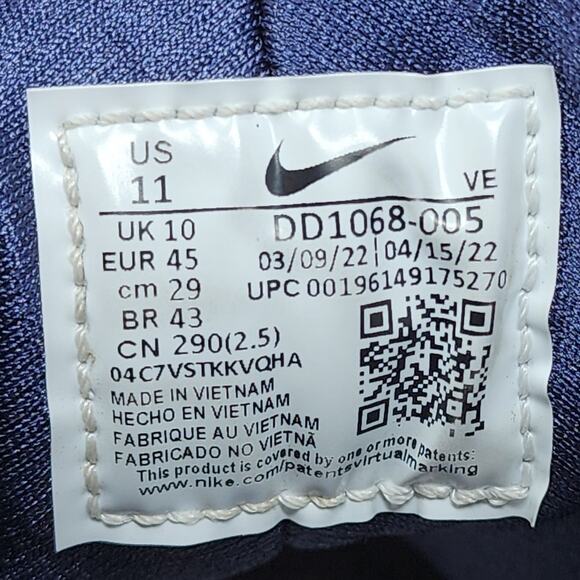 US
11
VE
UK 10
DD1068-005
EUR 45
03/09/22 | 04/15/22
cm 29
UPC 00196149175270
BR 43
CN 290(2.5)
04C7VSTKKVQHA
MADE IN VIETNAM
HECHO EN VIETNAM
FABRIQUE AU VIETNAM
FABRICADO NO VIETNÃ
This product is covered by one or more patents:
www.nike.com/patentsvirtualmarking